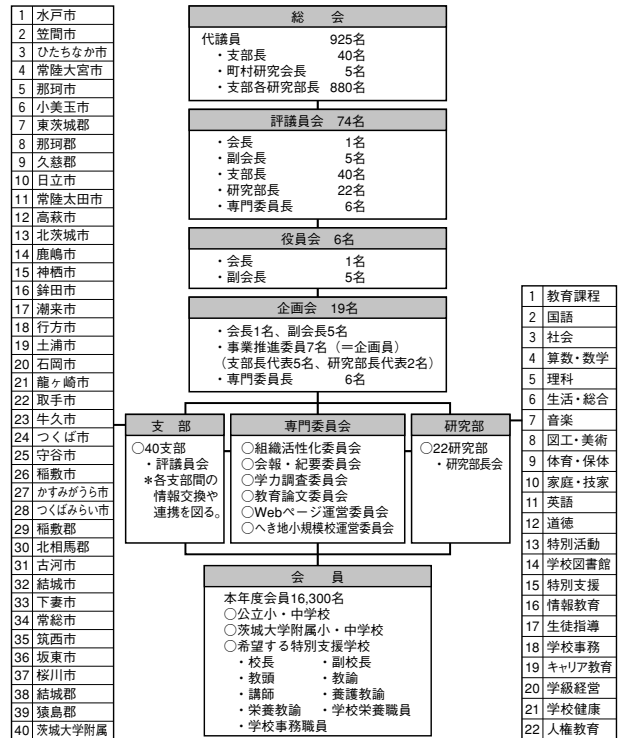 1 水戸市
2 笠間市
3 ひたちなか市
4 常陸大宮市
5 那珂市
6 小美玉市
7 東茨城郡
8 那珂郡
9 久慈郡
10 日立市
11 常陸太田市
12 高萩市
13 北茨城市
14 鹿嶋市
15 神栖市
16 鉾田市
17 潮来市
18 行方市
19 土浦市
20 石岡市
21 龍ヶ崎市
22 取手市
23 牛久市
24 つくば市
25 守谷市
26 稲敷市
27 かすみがうら市
28 つくばみらい市
29 稲敷郡
30 北相馬郡
31 古河市
32 結城市
33 下妻市
34 常総市
35 筑西市
36 坂東市
37 桜川市
38 結城郡
39 猿島郡
40 茨城大学附属
総 会
代議員 925名
・支部長 40名
・町村研究会長 5名
・支部各研究部長 880名
評議員会 74名
・会長 1名
・副会長 5名
・支部長 40名
・研究部長 22名
・専門委員長 6名
役員会 6名
・会長 1名
・副会長 5名
企画会 19名
・会長1名、副会長5名
・事業推進委員7名（＝企画員）
（支部長代表5名、研究部長代表2名）
・専門委員長 6名
支 部
○40支部
・評議員会
＊各支部間の
情報交換や
連携を図る。
専門委員会
○組織活性化委員会
○会報・紀要委員会
○学力調査委員会
○教育論文委員会
○Webページ運営委員会
○へき地小規模校運営委員会
研究部
○22研究部
・研究部長会
会 員
本年度会員16,300名
○公立小・中学校
○茨城大学附属小・中学校
○希望する特別支援学校
・校長 ・副校長
・教頭 ・教諭
・講師 ・養護教諭
・栄養教諭 ・学校栄養職員
・学校事務職員
1 教育課程
2 国語
3 社会
4 算数・数学
5 理科
6 生活・総合
7 音楽
8 図工・美術
9 体育・保体
10 家庭・技家
11 英語
12 道徳
13 特別活動
14 学校図書館
15 特別支援
16 情報教育
17 生徒指導
18 学校事務
19 キャリア教育
20 学級経営
21 学校健康
22 人権教育